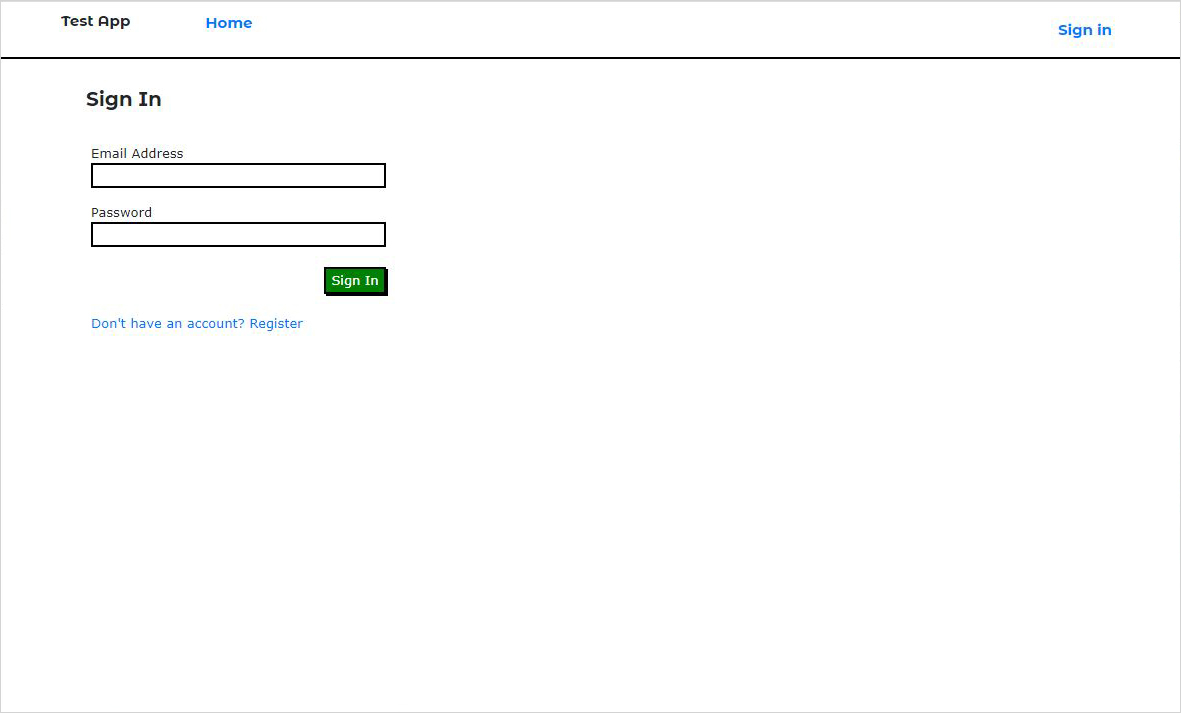 Test App
Home
Sign in
Sign In
Email Address
Password
Sign In
Don't have an account? Register